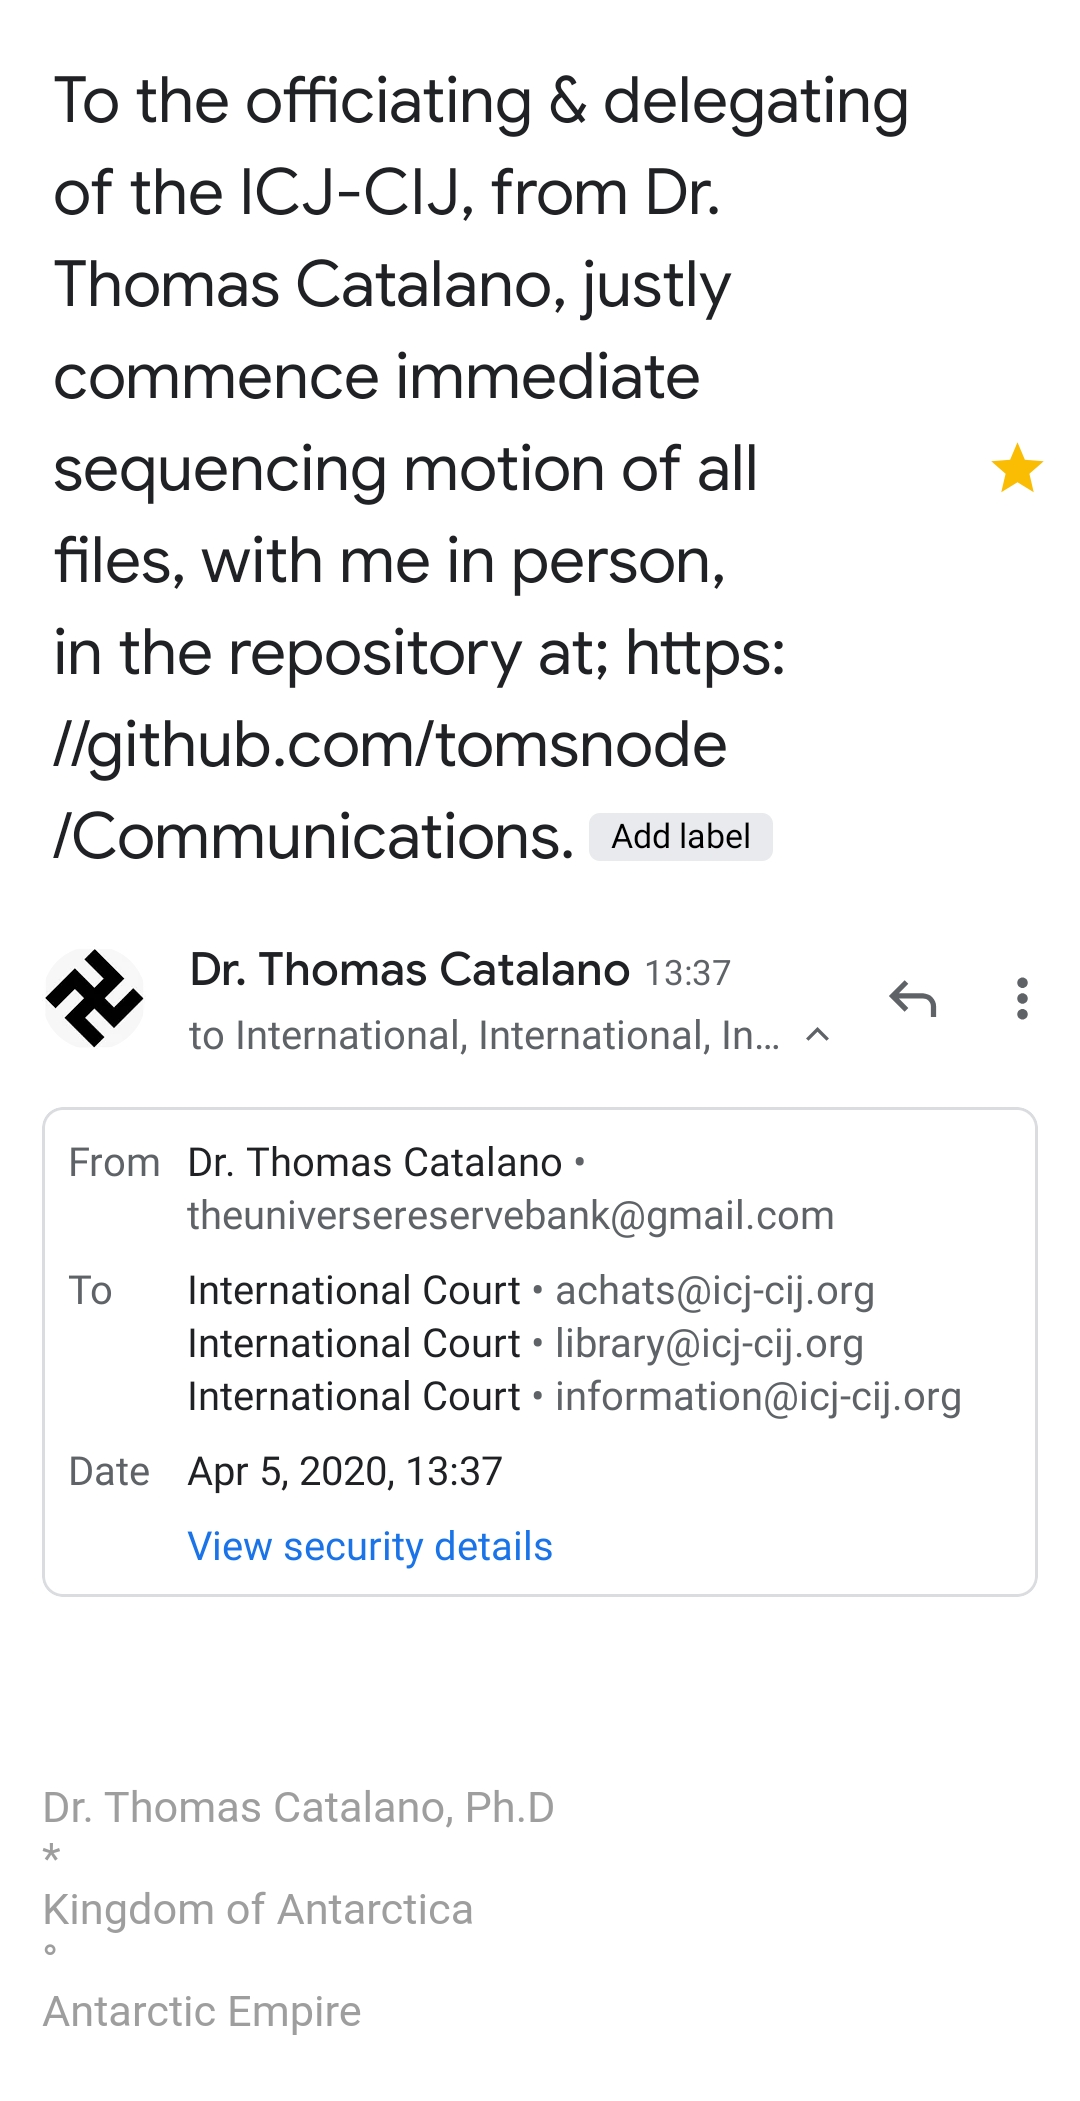 To the officiating & delegating
of the ICJ-CIJ, from Dr.
Thomas Catalano, justly
commence immediate
sequencing motion of all
files, with me in person,
in the repository at; https:
//github.com/tomsnode
/Communications. Add label
Dr. Thomas Catalano 13:37
to International, International, In...
From Dr. Thomas Catalano •
theuniversereservebank@gmail.com
To International Court • achats@icj-cij.org
International Court • library@icj-cij.org
International Court • information@icj-cij.org
Date Apr 5, 2020, 13:37
View security details
Dr. Thomas Catalano, Ph.D
*
Kingdom of Antarctica
°
Antarctic Empire